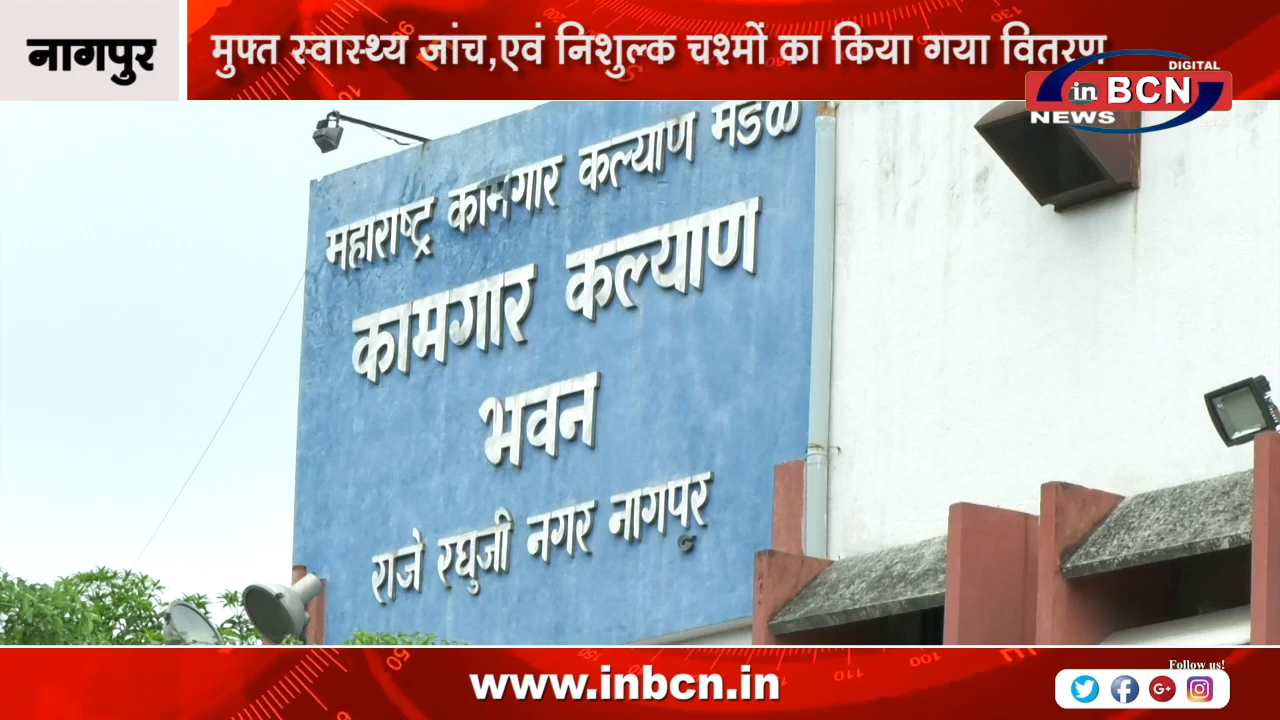 नागपुर
मुफ्त स्वास्थ्य जांच,एवं निशुल्क चश्मों का किया गया वितरण
DIGITAL
in BCN
NEWS
महाराष्ट्र कामगार कल्याण मंडळ
कामगार कल्याण
भवन
राजे रघुजी नगर नागपूर
www.inbcn.in
Follow us!